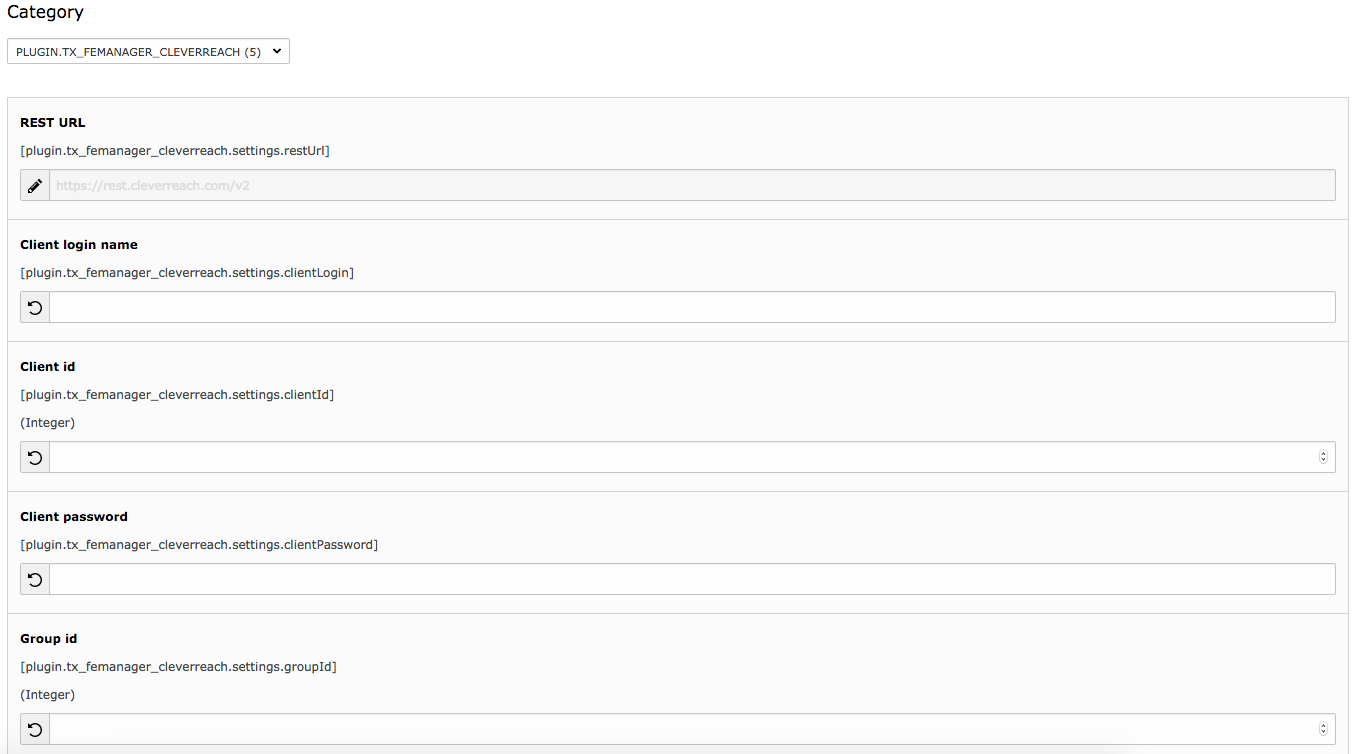 Category
PLUGIN.TX_FEMANAGER_CLEVERREACH (5)
REST URL
[plugin.tx_femanager_cleverreach.settings.restUrl]
https://rest.cleverreach.com/v2
Client login name
[plugin.tx_femanager_cleverreach.settings.clientLogin]
Client id
[plugin.tx_femanager_cleverreach.settings.clientId]
(Integer)
Client password
[plugin.tx_femanager_cleverreach.settings.clientPassword]
Group id
[plugin.tx_femanager_cleverreach.settings.groupId]
(Integer)